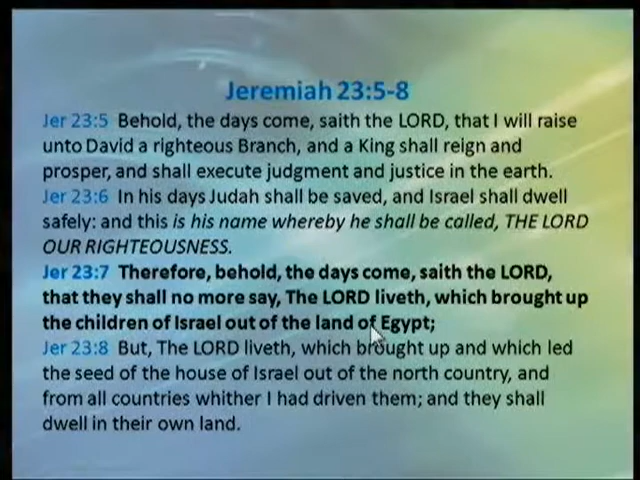 Jeremiah 23:5-8
Jer 23:5 Behold, the days come, saith the LORD, that I will raise
unto David a righteous Branch, and a King shall reign and
prosper, and shall execute judgment and justice in the earth.
Jer 23:6 In his days Judah shall be saved, and Israel shall dwell
safely: and this is his name whereby he shall be called, THE LORD
OUR RIGHTEOUSNESS.
Jer 23:7 Therefore, behold, the days come, saith the LORD,
that they shall no more say, The LORD liveth, which brought up
the children of Israel out of the land of Egypt;
Jer 23:8 But, The LORD liveth, which brought up and which led
the seed of the house of Israel out of the north country, and
from all countries whither I had driven them; and they shall
dwell in their own land.